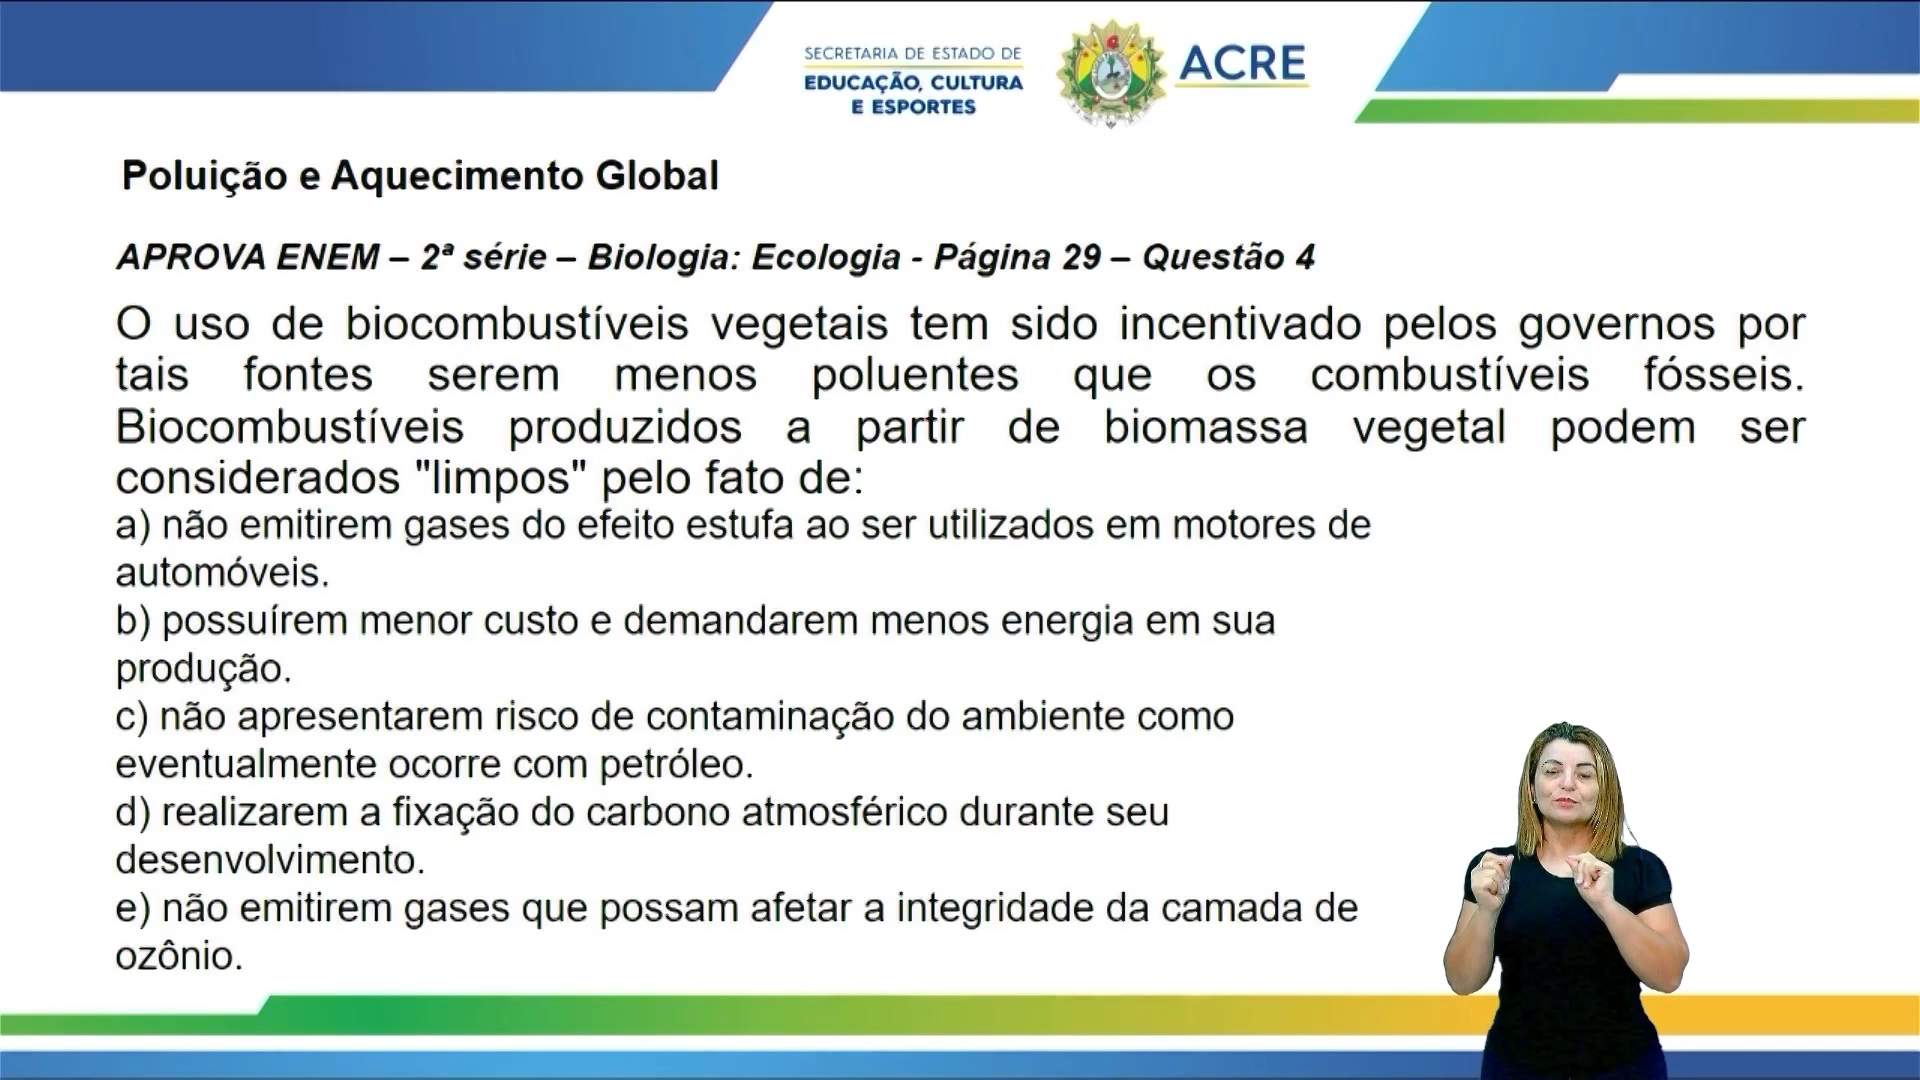 SECRETARIA DE ESTADO DE
EDUCAÇÃO, CULTURA
E ESPORTES
ACRE
Poluição e Aquecimento Global
APROVA ENEM – 2ª série – Biologia: Ecologia - Página 29 – Questão 4
O uso de biocombustíveis vegetais tem sido incentivado pelos governos por
tais fontes serem menos poluentes que os combustíveis fósseis.
Biocombustíveis produzidos a partir de biomassa vegetal podem ser
considerados "limpos" pelo fato de:
a) não emitirem gases do efeito estufa ao ser utilizados em motores de
automóveis.
b) possuírem menor custo e demandarem menos energia em sua
produção.
c) não apresentarem risco de contaminação do ambiente como
eventualmente ocorre com petróleo.
d) realizarem a fixação do carbono atmosférico durante seu
desenvolvimento.
e) não emitirem gases que possam afetar a integridade da camada de
ozônio.